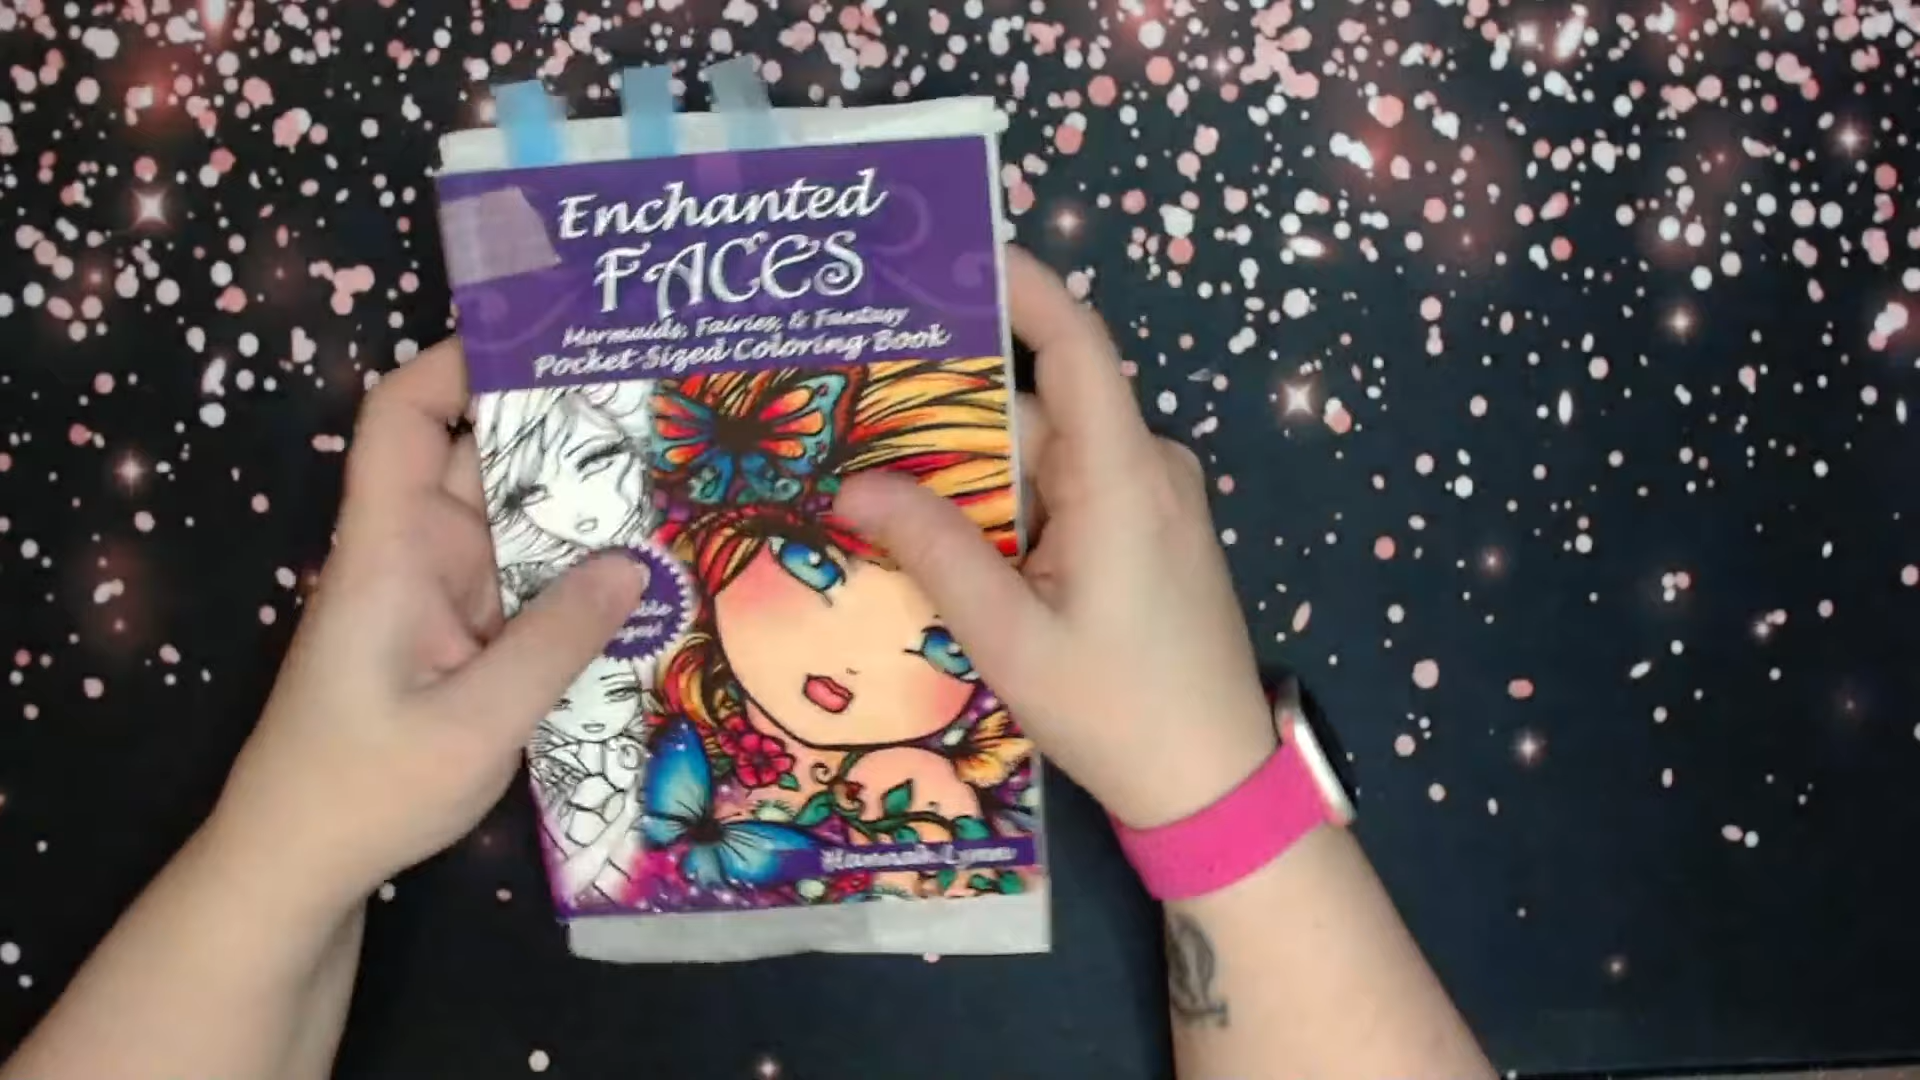 Enchanted
FACES
Mermaids, Fairies, & Fantasy
Pocket-Sized Coloring Book
Hannah Lynn